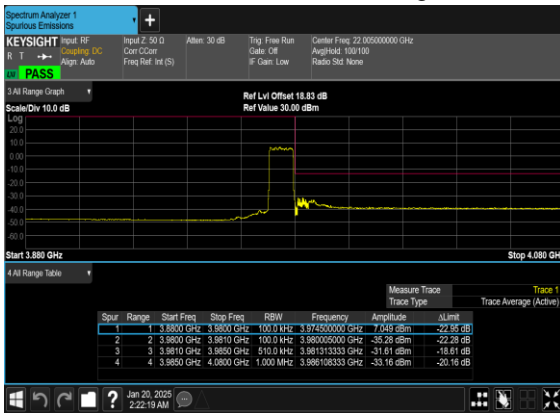 Spectrum Analyzer 1
Spurious Emissions
+
KEYSIGHT Input: RF Input Z: 50 Ω Atten: 30 dB Trig: Free Run Center Freq: 22.005000000 GHz
R T Coupling: DC Corr CCorr Gate: Off Avg|Hold: 100/100
Align: Auto Freq Ref: Int (S) IF Gain: Low Radio Std: None
PASS
3 All Range Graph
Ref Lvl Offset 18.83 dB
Scale/Div 10.0 dB Ref Value 30.00 dBm
Log
20.0
10.0
0.00
-10.0
-20.0
-30.0
-40.0
-50.0
-60.0
Start 3.880 GHz Stop 4.080 GH
4 All Range Table
Measure Trace Trace 1
Trace Type Trace Average (Active)
Spur Range Start Freq Stop Freq RBW Frequency Amplitude ΔLimit
1 1 3.8800 GHz 3.9800 GHz 100.0 kHz 3.974500000 GHz 7.049 dBm -22.95 dB
2 2 3.9800 GHz 3.9810 GHz 100.0 kHz 3.980005000 GHz -35.28 dBm -22.28 dB
3 3 3.9810 GHz 3.9850 GHz 510.0 kHz 3.981313333 GHz -31.61 dBm -18.61 dB
4 4 3.9850 GHz 4.0800 GHz 1.000 MHz 3.986108333 GHz -33.16 dBm -20.16 dB
? Jan 20, 2025
2:22:19 AM